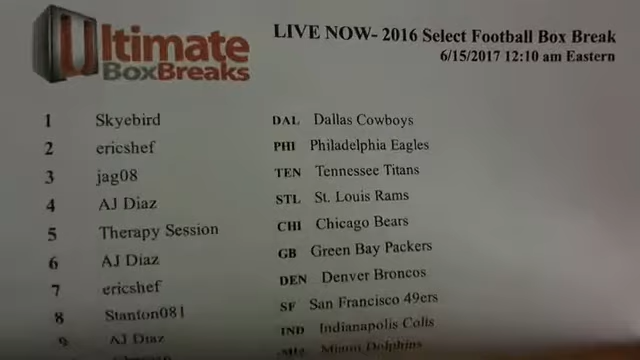 Ultimate
BoxBreaks
LIVE NOW- 2016 Select Football Box Break
6/15/2017 12:10 am Eastern
1 Skyebird DAL Dallas Cowboys
2 ericshef PHI Philadelphia Eagles
3 jag08 TEN Tennessee Titans
4 AJ Diaz STL St. Louis Rams
5 Therapy Session CHI Chicago Bears
6 AJ Diaz GB Green Bay Packers
7 ericshef DEN Denver Broncos
8 Stanton081 SF San Francisco 49ers
9 AJ Diaz IND Indianapolis Colts
Miami Dolphins